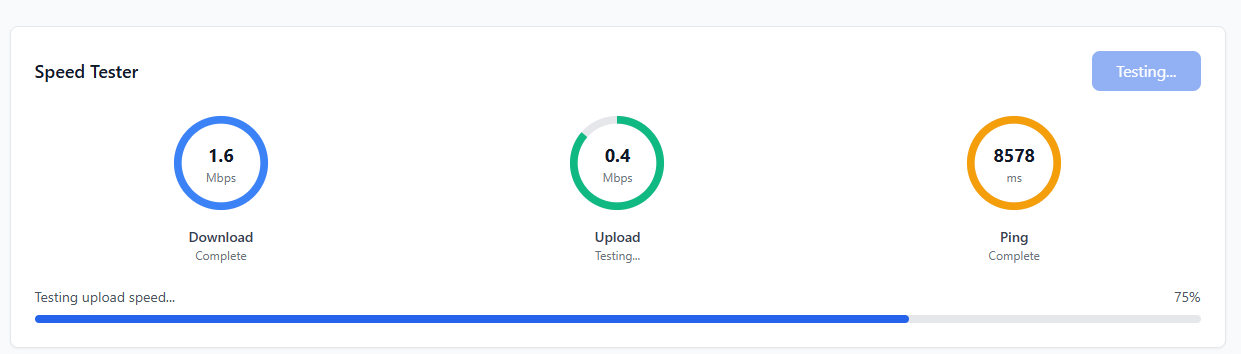 Speed Tester
Testing...
1.6
Mbps
Download
Complete
0.4
Mbps
Upload
Testing...
8578
ms
Ping
Complete
Testing upload speed...
75%